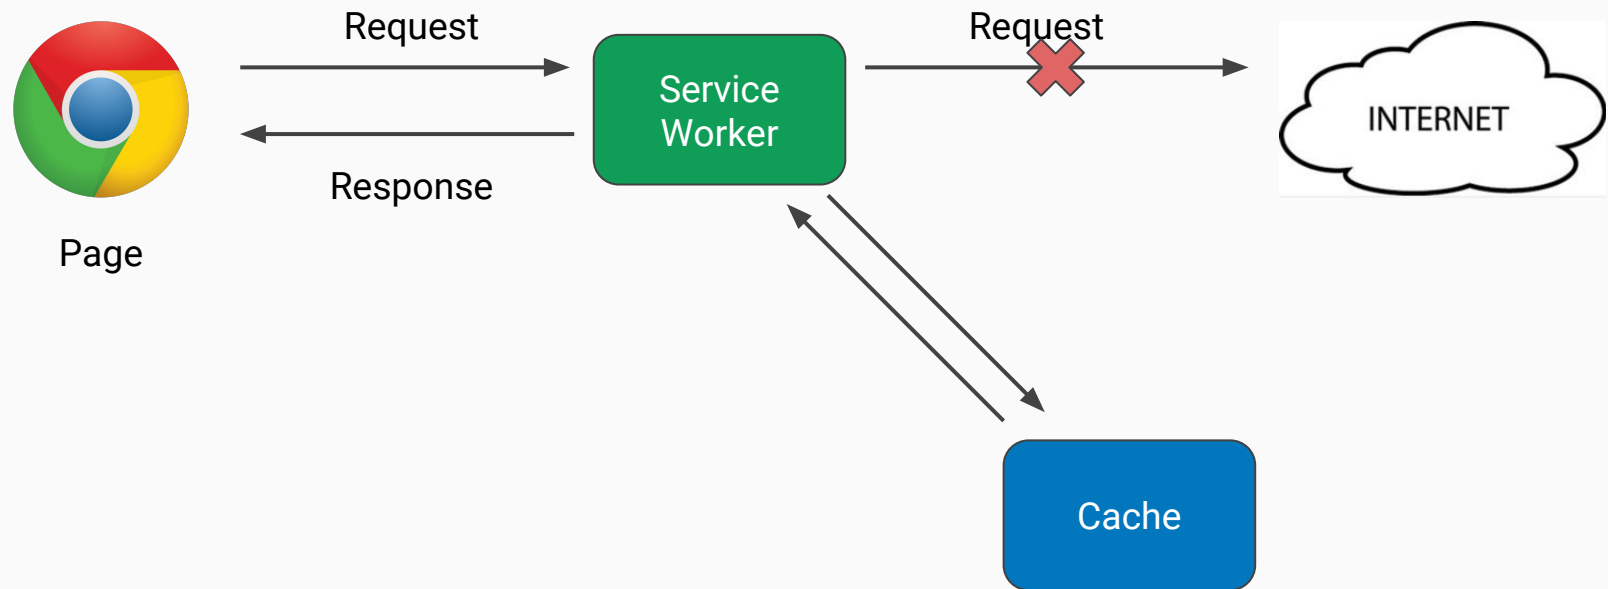 Request
Request
Service
Worker
INTERNET
Response
Page
Cache